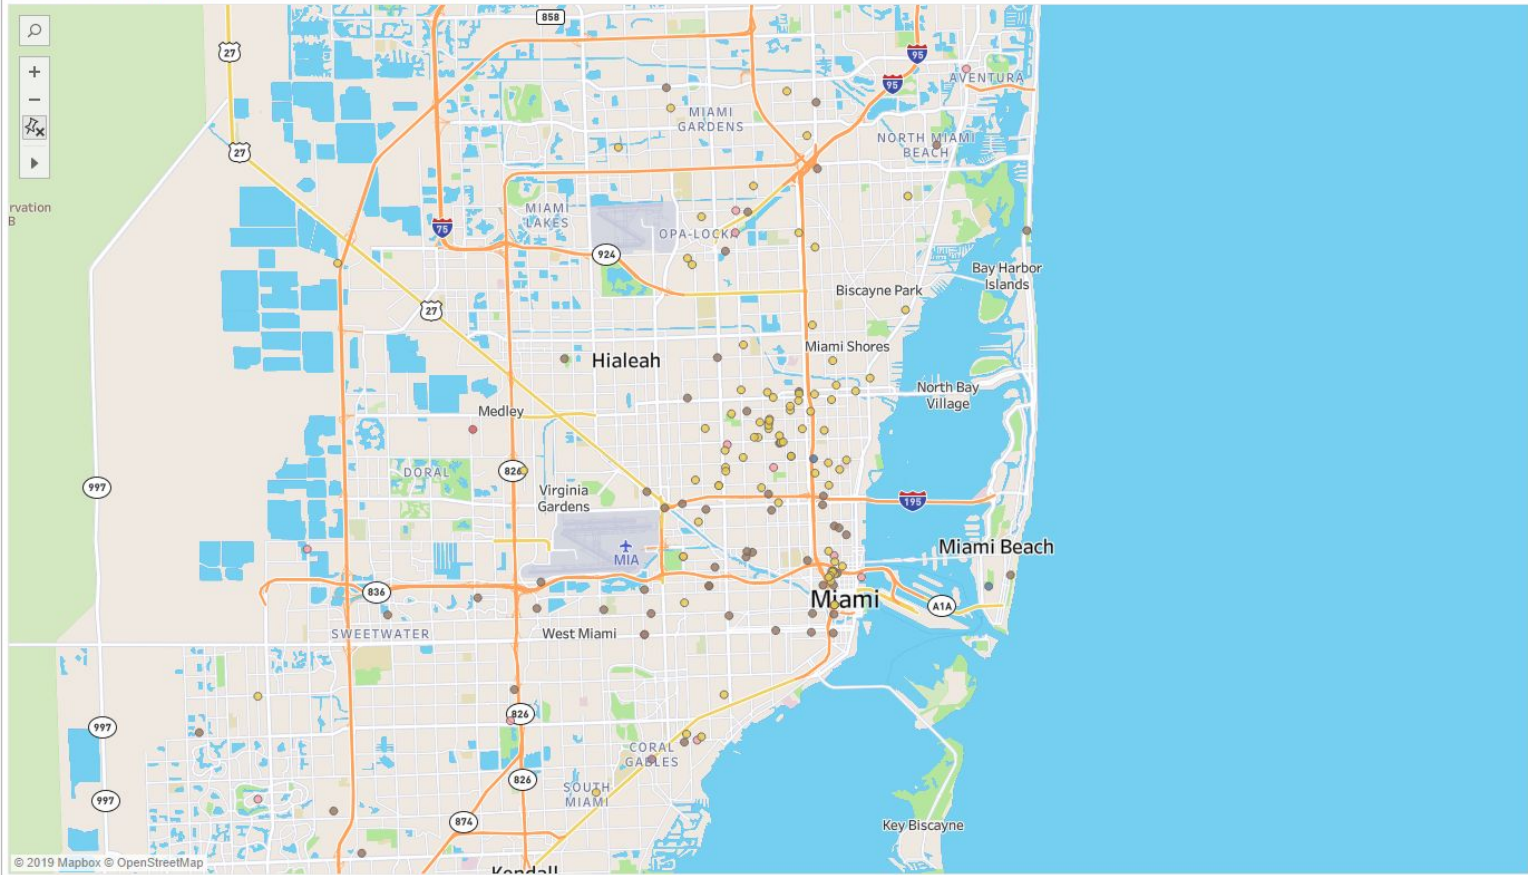 858
27
95
95
AVENTURA
MIAMI
GARDENS
NORTH MIAMI
BEACH
27
rvation
B
75
MIAMI
LAKES
OPA-LOCKA
924
Bay Harbor
Islands
Biscayne Park
27
Miami Shores
Hialeah
North Bay
Village
Medley
DORAL
826
997
Virginia
Gardens
195
Miami Beach
MIA
836
Miami
A1A
SWEETWATER
West Miami
826
997
CORAL
GABLES
826
SOUTH
MIAMI
997
874
Key Biscayne
© 2019 Mapbox © OpenStreetMap
Kendall